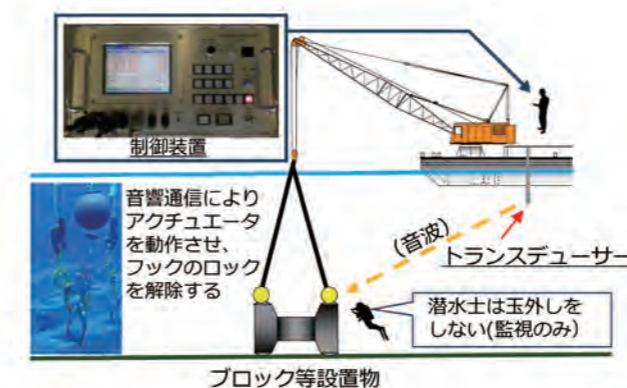 制御装置
音響通信により
アクチュエータ
を動作させ、
フックのロック
を解除する
(音波)
トランスデューサー
潜水士は玉外しを
しない(監視のみ)
ブロック等設置物